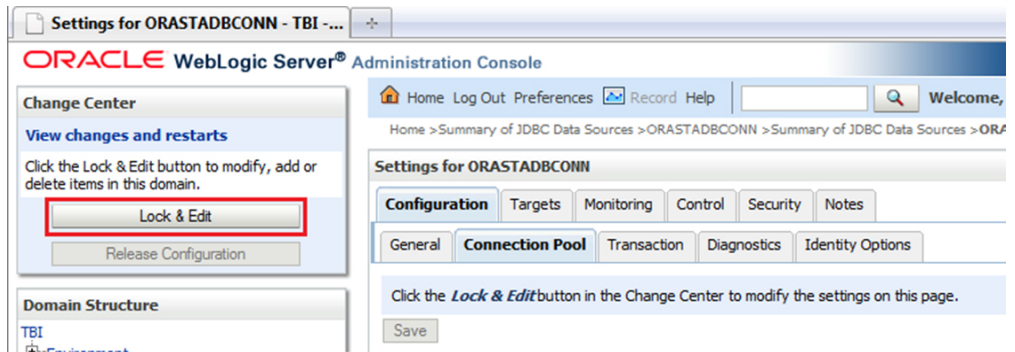 Settings for ORASTADBCONN - TBI -...
ORACLE WebLogic Server® Administration Console
Change Center
View changes and restarts
Click the Lock & Edit button to modify, add or
delete items in this domain.
Lock & Edit
Release Configuration
Domain Structure
TBI
Environment
Home Log Out Preferences Record Help
Welcome,
Home >Summary of JDBC Data Sources >ORASTADBCONN >Summary of JDBC Data Sources >ORA
Settings for ORASTADBCONN
Configuration Targets Monitoring Control Security Notes
General Connection Pool Transaction Diagnostics Identity Options
Click the Lock & Edit button in the Change Center to modify the settings on this page.
Save